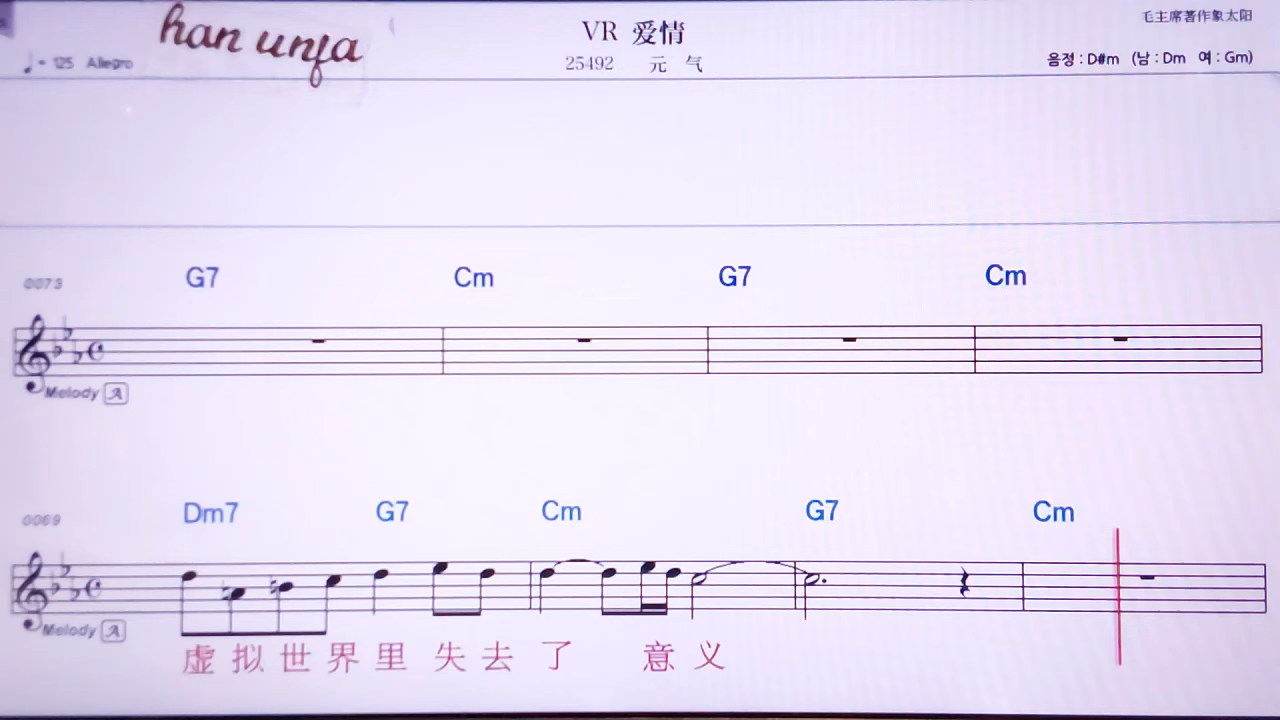 han unfa
VR 爱情
毛主席著作象太阳
♩= 125 Allegro
25492 元 气
음정 : D#m (남 : Dm 여 : Gm)
G7 Cm G7 Cm
0073
Melody A
Dm7 G7 Cm G7 Cm
0069
Melody A
虚 拟 世 界 里 失 去 了 意 义